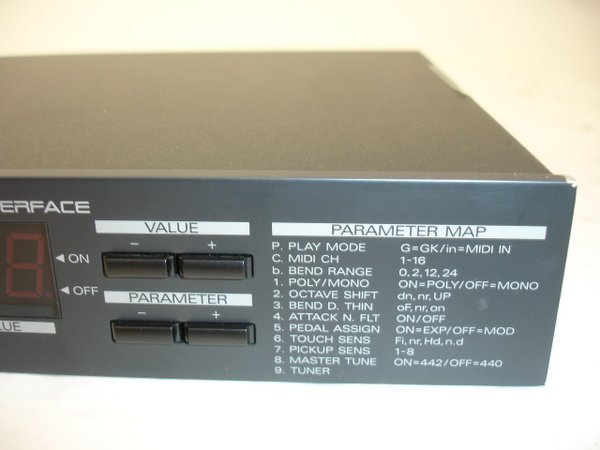 ERFACE
VALUE
- +
ON
OFF
PARAMETER
- +
LUE
PARAMETER MAP
P. PLAY MODE G=GK/in=MIDI IN
C. MIDI CH 1-16
b. BEND RANGE 0, 2, 12, 24
1. POLY/MONO ON=POLY/OFF=MONO
2. OCTAVE SHIFT dn, nr, UP
3. BEND D. THIN oF, nr, on
4. ATTACK N. FLT ON/OFF
5. PEDAL ASSIGN ON=EXP/OFF=MOD
6. TOUCH SENS Fi, nr, Hd, n.d
7. PICKUP SENS 1-8
8. MASTER TUNE ON=442/OFF=440
9. TUNER